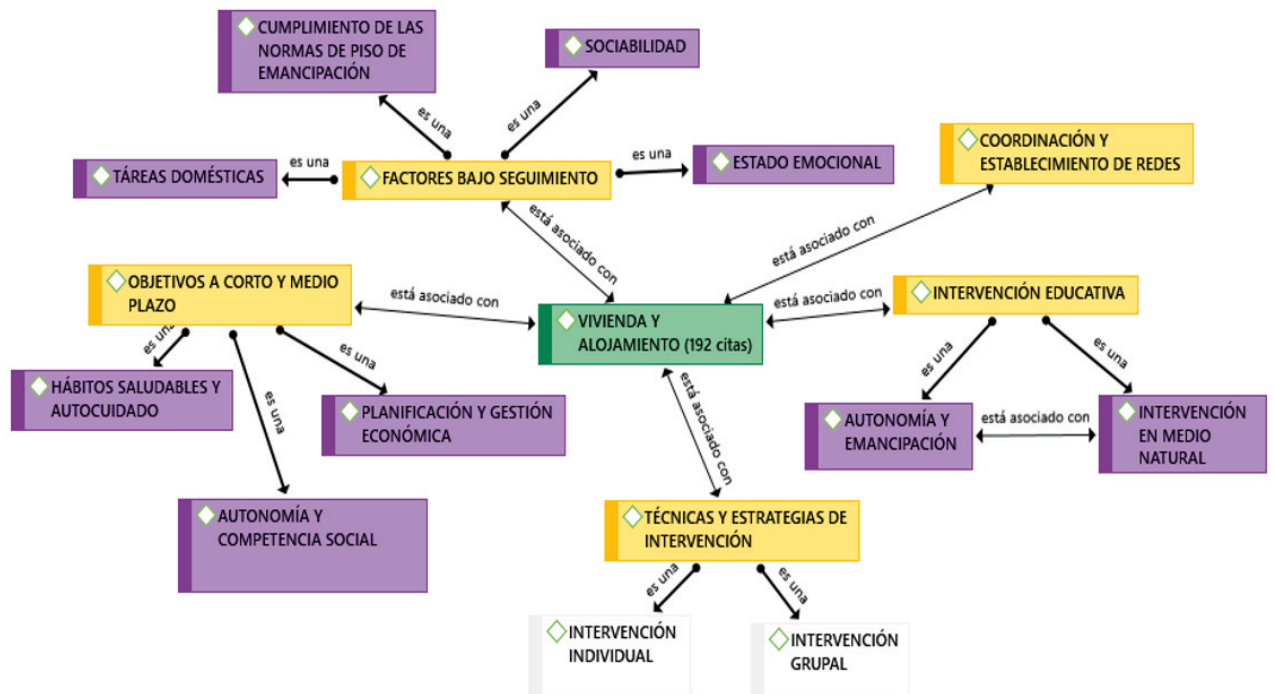 CUMPLIMIENTO DE LAS
NORMAS DE PISO DE
EMANCIPACIÓN
SOCIABILIDAD
es una
es una
COORDINACIÓN Y
ESTABLECIMIENTO DE REDES
TÁREAS DOMÉSTICAS
es una
FACTORES BAJO SEGUIMIENTO
es una
ESTADO EMOCIONAL
está asociado con
está asociado con
OBJETIVOS A CORTO Y MEDIO
PLAZO
está asociado con
VIVIENDA Y
ALOJAMIENTO (192 citas)
está asociado con
INTERVENCIÓN EDUCATIVA
es una
es una
es una
es una
es una
HÁBITOS SALUDABLES Y
AUTOCUIDADO
PLANIFICACIÓN Y GESTIÓN
ECONÓMICA
está asociado con
AUTONOMÍA Y
EMANCIPACIÓN
está asociado con
INTERVENCIÓN
EN MEDIO
NATURAL
AUTONOMÍA Y
COMPETENCIA SOCIAL
TÉCNICAS Y ESTRATEGIAS DE
INTERVENCIÓN
es una
es una
INTERVENCIÓN
INDIVIDUAL
INTERVENCIÓN
GRUPAL